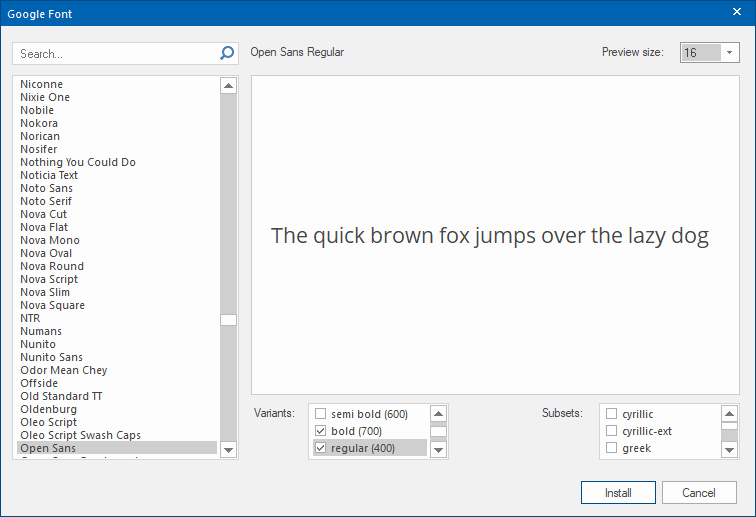 Google Font
Search...
Open Sans Regular
Preview size:
16
Niconne
Nixie One
Nobile
Nokora
Norican
Nosifer
Nothing You Could Do
Noticia Text
Noto Sans
Noto Serif
Nova Cut
Nova Flat
Nova Mono
Nova Oval
Nova Round
Nova Script
Nova Slim
Nova Square
NTR
Numans
Nunito
Nunito Sans
Odor Mean Chey
Offside
Old Standard TT
Oldenburg
Oleo Script
Oleo Script Swash Caps
Open Sans
The quick brown fox jumps over the lazy dog
Variants:
semi bold (600)
bold (700)
regular (400)
Subsets:
cyrillic
cyrillic-ext
greek
Install
Cancel